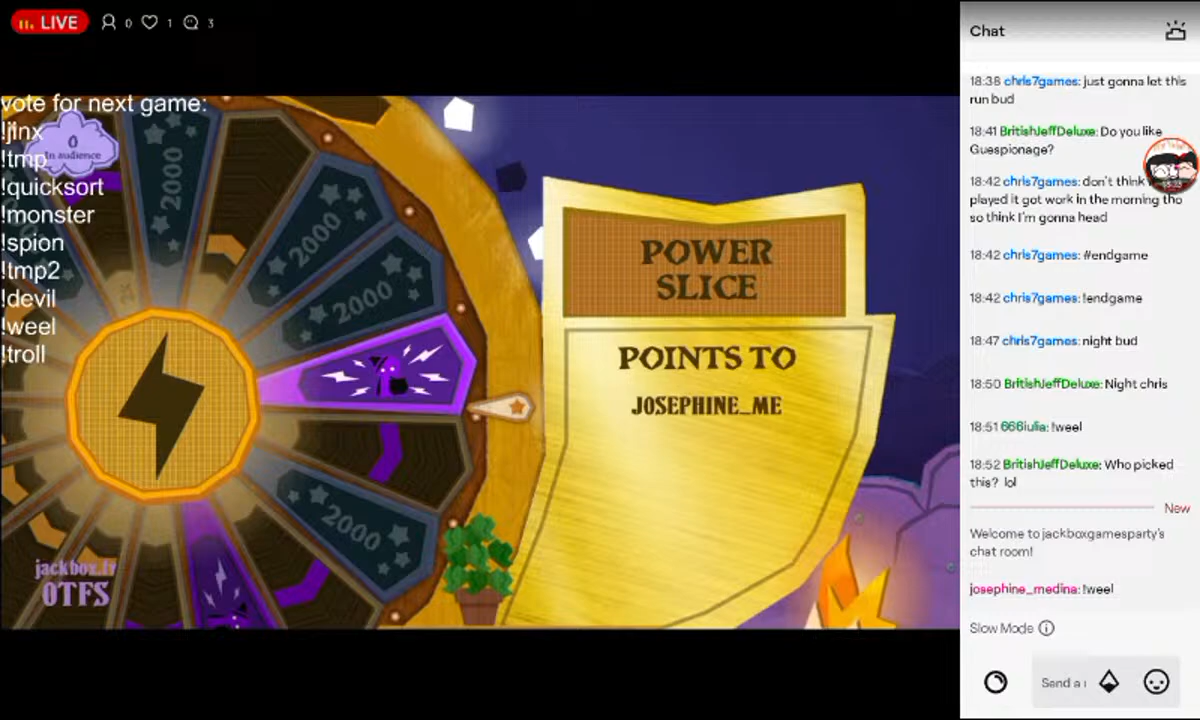 LIVE 0 1 3
vote for next game:
!jinx
!tmp
!quicksort
!monster
!spion
!tmp2
!devil
!weel
!troll
0
In audience
2000
2000
2000
2000
jackbox.fr
OTFS
POWER
SLICE
POINTS TO
JOSEPHINE_ME
Chat
18:38 chris7games: just gonna let this
run bud
18:41 BritishJeffDeluxe: Do you like
Guespionage?
18:42 chris7games: don't think
played it got work in the morning tho
so think I'm gonna head
18:42 chris7games: #endgame
18:42 chris7games: !endgame
18:47 chris7games: night bud
18:50 BritishJeffDeluxe: Night chris
18:51 666iulia: !weel
18:52 BritishJeffDeluxe: Who picked
this? lol
New
Welcome to jackboxgamesparty's
chat room!
josephine_medina: !weel
Slow Mode
Send a